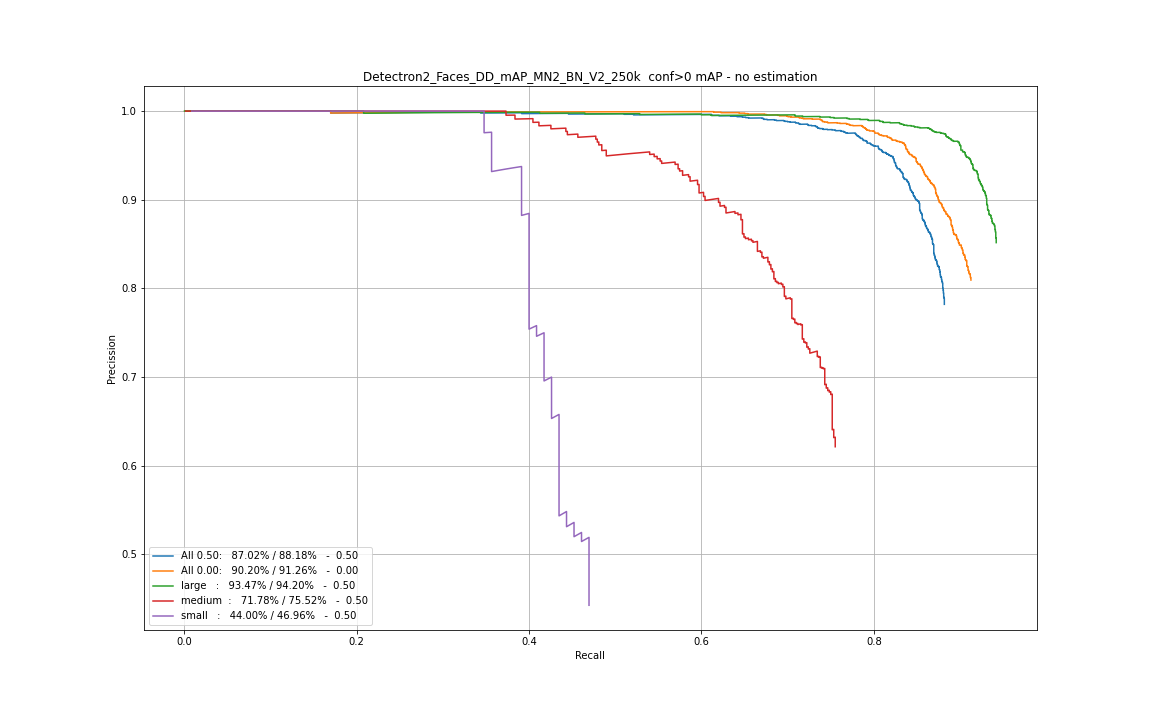 Detectron2_Faces_DD_mAP_MN2_BN_V2_250k  conf>0 mAP - no estimation
1.0
0.9
0.8
0.7
0.6
0.5
Precission
All 0.50:   87.02% / 88.18%   -  0.50
All 0.00:   90.20% / 91.26%   -  0.00
large   :   93.47% / 94.20%   -  0.50
medium  :   71.78% / 75.52%   -  0.50
small   :   44.00% / 46.96%   -  0.50
0.0 0.2 0.4 0.6 0.8
Recall